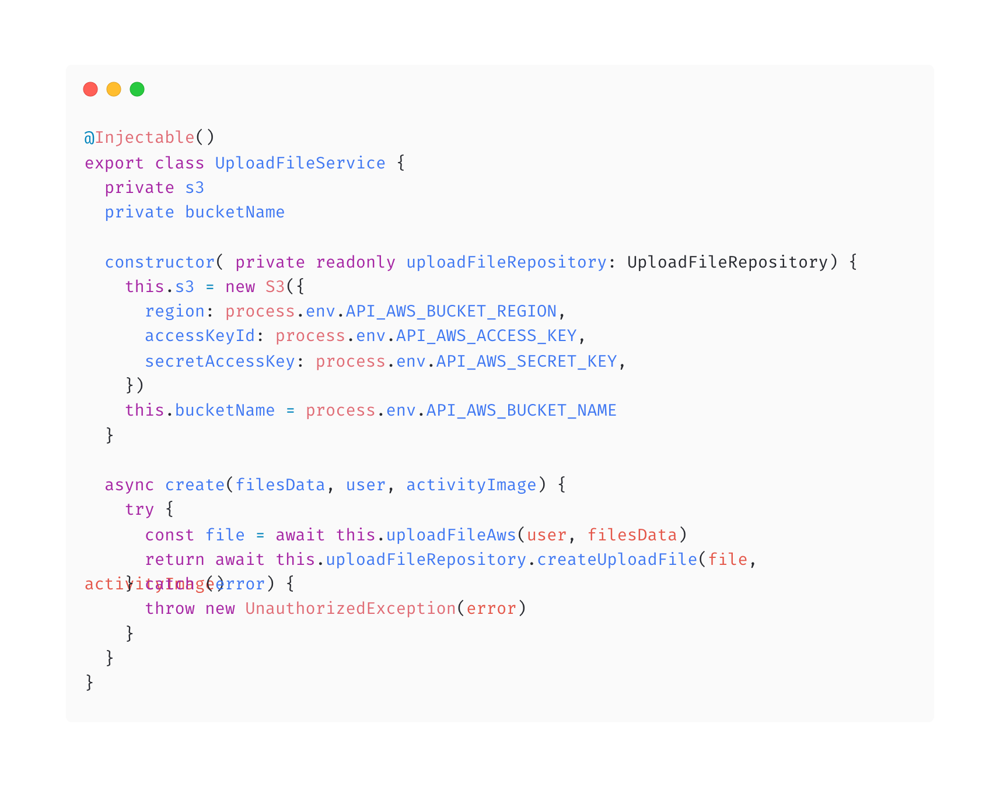 @Injectable()
export class UploadFileService {
  private s3
  private bucketName

  constructor( private readonly uploadFileRepository: UploadFileRepository) {
    this.s3 = new S3({
      region: process.env.API_AWS_BUCKET_REGION,
      accessKeyId: process.env.API_AWS_ACCESS_KEY,
      secretAccessKey: process.env.API_AWS_SECRET_KEY,
    })
    this.bucketName = process.env.API_AWS_BUCKET_NAME
  }

  async create(filesData, user, activityImage) {
    try {
      const file = await this.uploadFileAws(user, filesData)
      return await this.uploadFileRepository.createUploadFile(file,
activityImage)
    } catch (error) {
      throw new UnauthorizedException(error)
    }
  }
}